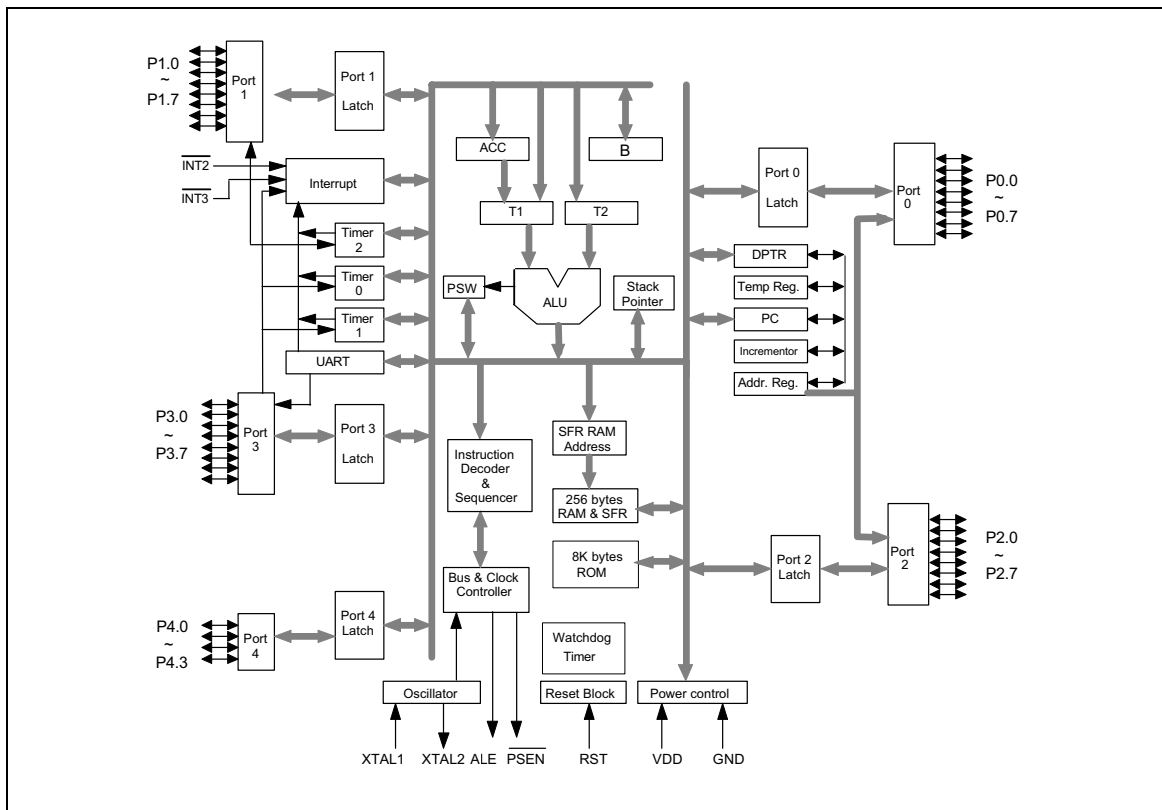 P1.0
~
P1.7
Port
1
Port 1
Latch
INT2
INT3
Interrupt
Timer
2
Timer
0
Timer
1
UART
P3.0
~
P3.7
Port
3
Port 3
Latch
P4.0
~
P4.3
Port
4
Port 4
Latch
ACC
B
T1
T2
PSW
ALU
Stack
Pointer
Instruction
Decoder
&
Sequencer
SFR RAM
Address
256 bytes
RAM & SFR
8K bytes
ROM
Bus & Clock
Controller
Watchdog
Timer
Oscillator
Reset Block
Power control
XTAL1
XTAL2
ALE
PSEN
RST
VDD
GND
Port 0
Latch
Port
0
P0.0
~
P0.7
DPTR
Temp Reg.
PC
Incrementor
Addr. Reg.
Port 2
Latch
Port
2
P2.0
~
P2.7